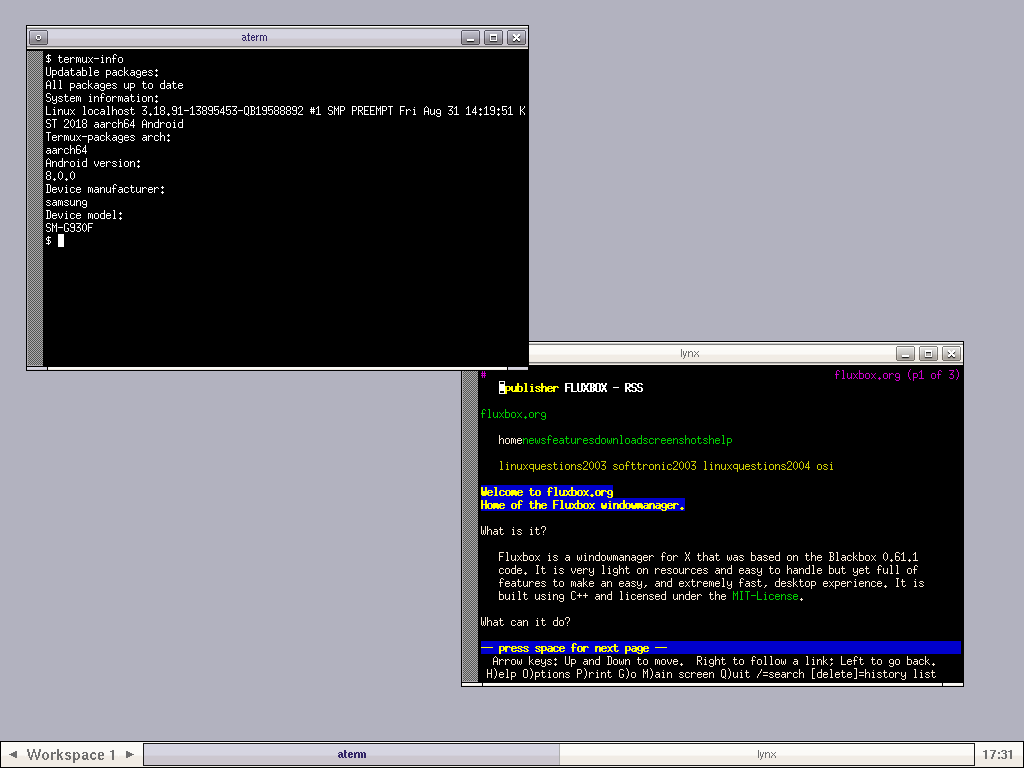 aterm
$ termux-info
Updatable packages:
All packages up to date
System information:
Linux localhost 3.18.91-13895453-QB19588892 #1 SMP PREEMPT Fri Aug 31 14:19:51 K
ST 2018 aarch64 Android
Termux-packages arch:
aarch64
Android version:
8.0.0
Device manufacturer:
samsung
Device model:
SM-G930F
$
lynx
# fluxbox.org (p1 of 3)
#publisher FLUXBOX - RSS
fluxbox.org
homenewsfeaturesdownloadscreenshotshelp
linuxquestions2003 softtronic2003 linuxquestions2004 osi
Welcome to fluxbox.org
Home of the Fluxbox windowmanager.
What is it?
Fluxbox is a windowmanager for X that was based on the Blackbox 0.61.1
code. It is very light on resources and easy to handle but yet full of
features to make an easy, and extremely fast, desktop experience. It is
built using C++ and licensed under the MIT-License.
What can it do?
-- press space for next page --
Arrow keys: Up and Down to move.  Right to follow a link; Left to go back.
H)elp O)ptions P)rint G)o M)ain screen Q)uit /=search [delete]=history list
Workspace 1 aterm lynx 17:31